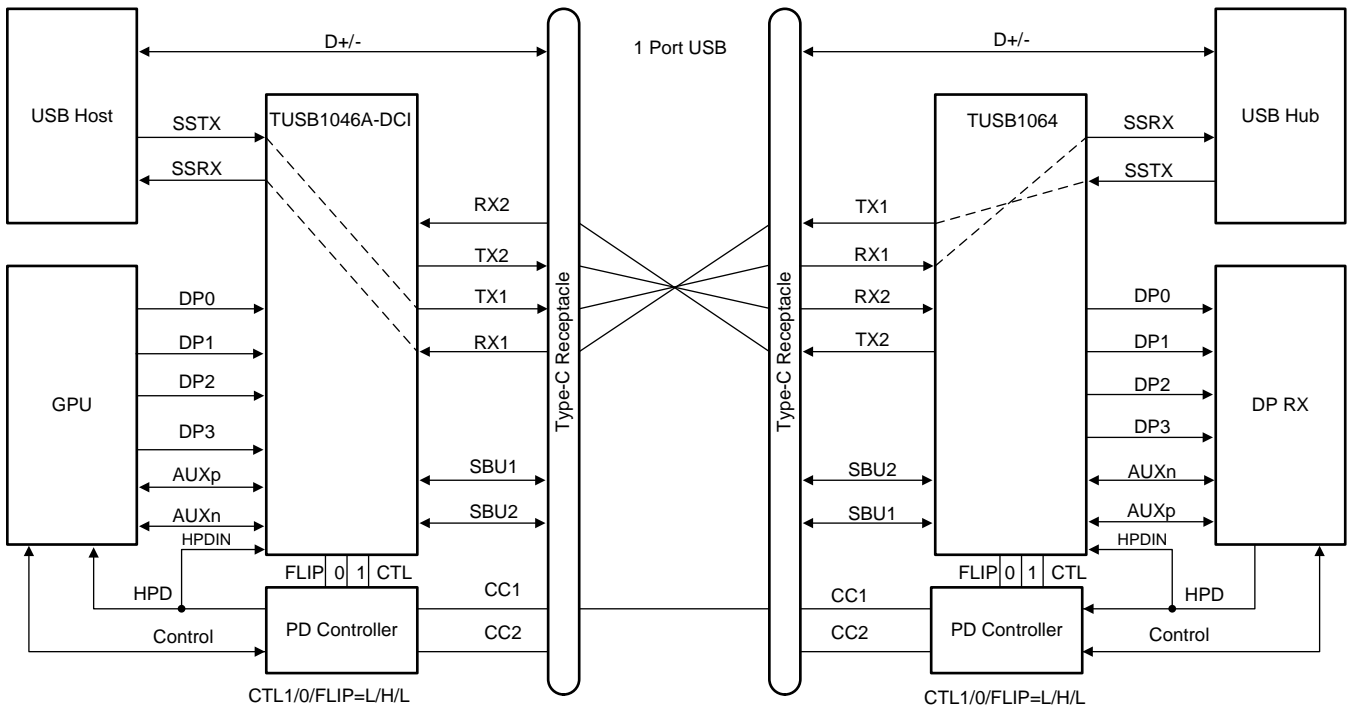 D+/-
1 Port USB
D+/-
USB Host
TUSB1046A-DCI
TUSB1064
USB Hub
SSTX
SSRX
SSRX
SSTX
RX2
TX2
TX1
RX1
Type-C Receptacle
Type-C Receptacle
TX1
RX1
RX2
TX2
GPU
DP0
DP1
DP2
DP3
AUXp
AUXn
HPDIN
SBU1
SBU2
SBU2
SBU1
DP0
DP1
DP2
DP3
AUXn
AUXp
HPDIN
DP RX
FLIP 0 1 CTL
FLIP 0 1 CTL
HPD
Control
PD Controller
CC1
CC2
CC1
CC2
PD Controller
HPD
Control
CTL1/0/FLIP=L/H/L
CTL1/0/FLIP=L/H/L